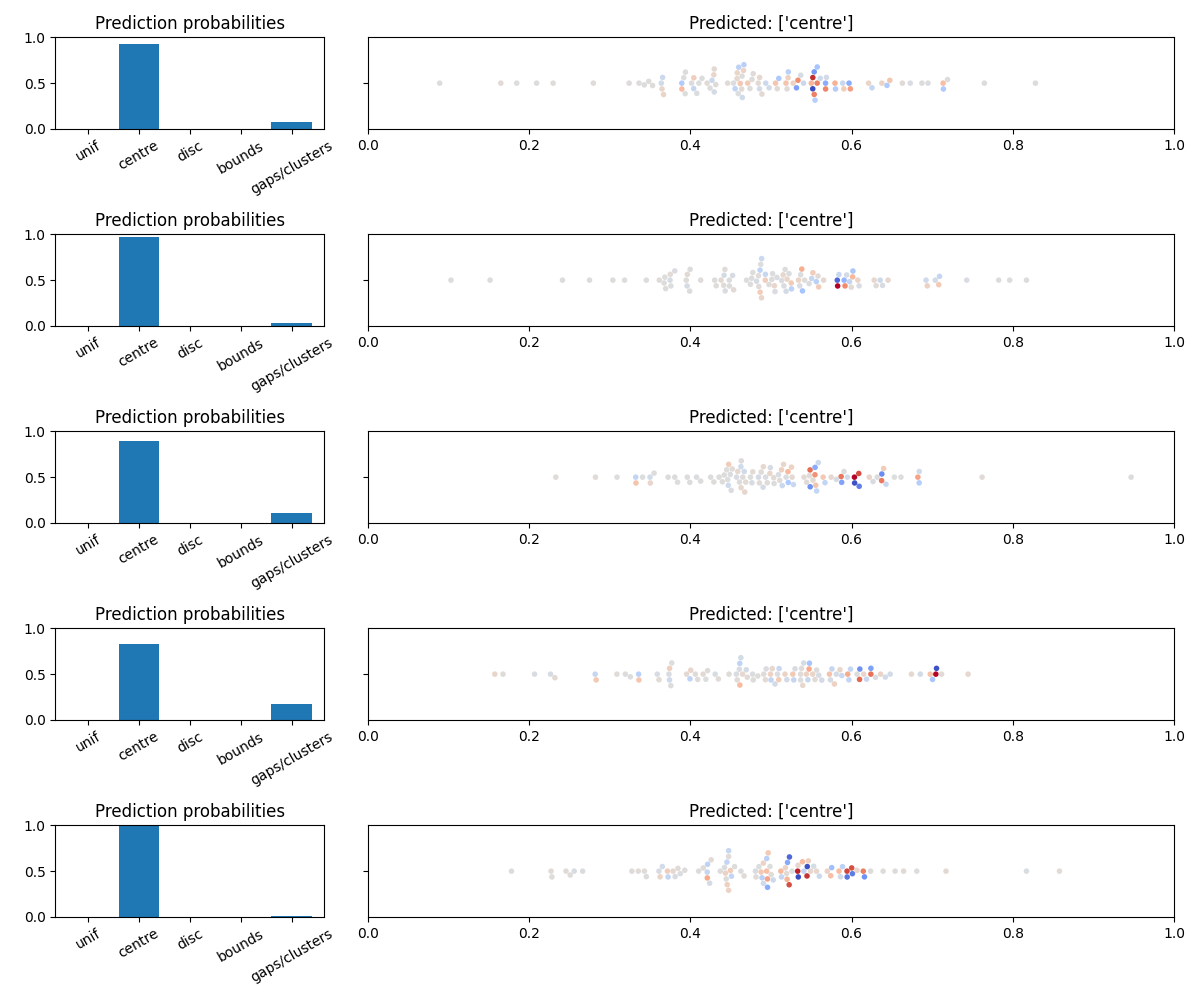 Prediction probabilities
Predicted: ['centre']
1.0
0.5
0.0
unif
centre
disc
bounds
gaps/clusters
0.0 0.2 0.4 0.6 0.8 1.0
Prediction probabilities
Predicted: ['centre']
1.0
0.5
0.0
unif
centre
disc
bounds
gaps/clusters
0.0 0.2 0.4 0.6 0.8 1.0
Prediction probabilities
Predicted: ['centre']
1.0
0.5
0.0
unif
centre
disc
bounds
gaps/clusters
0.0 0.2 0.4 0.6 0.8 1.0
Prediction probabilities
Predicted: ['centre']
1.0
0.5
0.0
unif
centre
disc
bounds
gaps/clusters
0.0 0.2 0.4 0.6 0.8 1.0
Prediction probabilities
Predicted: ['centre']
1.0
0.5
0.0
unif
centre
disc
bounds
gaps/clusters
0.0 0.2 0.4 0.6 0.8 1.0